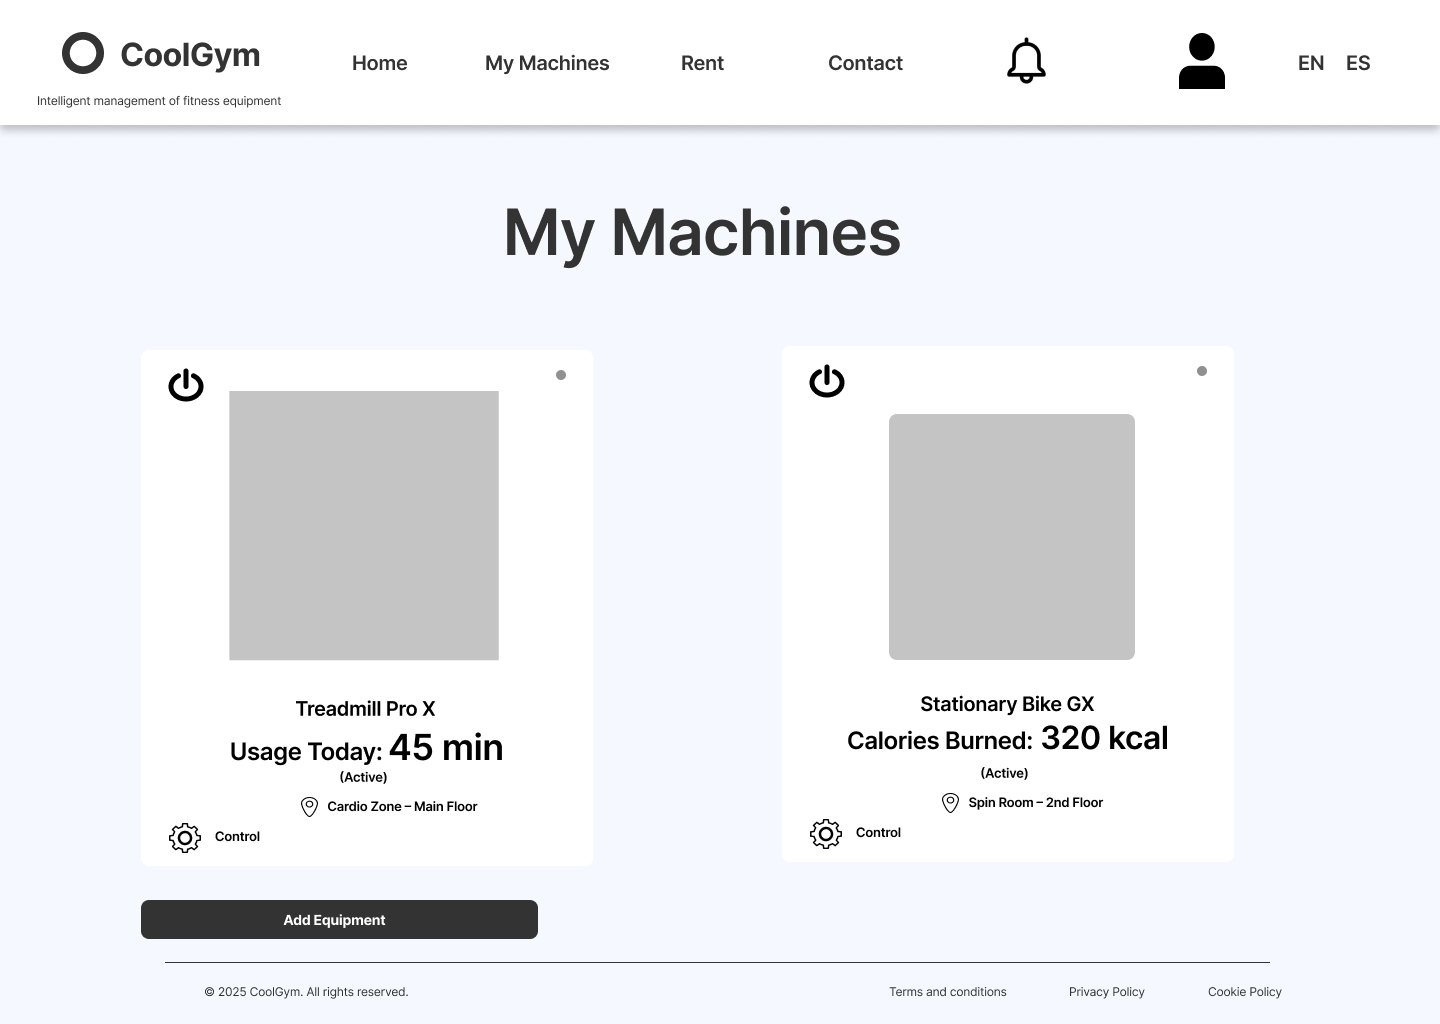 CoolGym
Intelligent management of fitness equipment
Home
My Machines
Rent
Contact
EN
ES
My Machines
Treadmill Pro X
Usage Today: 45 min
(Active)
Cardio Zone – Main Floor
Control
Stationary Bike GX
Calories Burned: 320 kcal
(Active)
Spin Room – 2nd Floor
Control
Add Equipment
© 2025 CoolGym. All rights reserved.
Terms and conditions
Privacy Policy
Cookie Policy